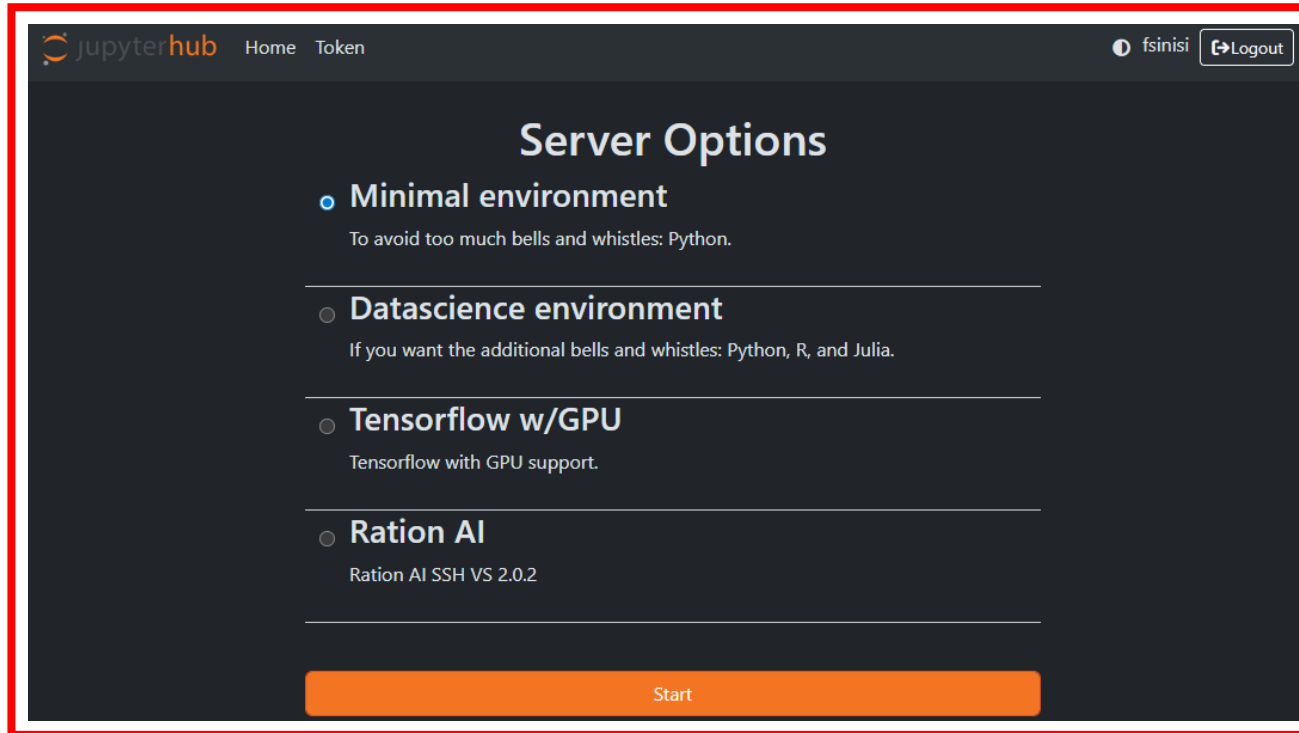 jupyterhub Home Token fsinisi Logout
Server Options
Minimal environment
To avoid too much bells and whistles: Python.
Datascience environment
If you want the additional bells and whistles: Python, R, and Julia.
Tensorflow w/GPU
Tensorflow with GPU support.
Ration AI
Ration AI SSH VS 2.0.2
Start